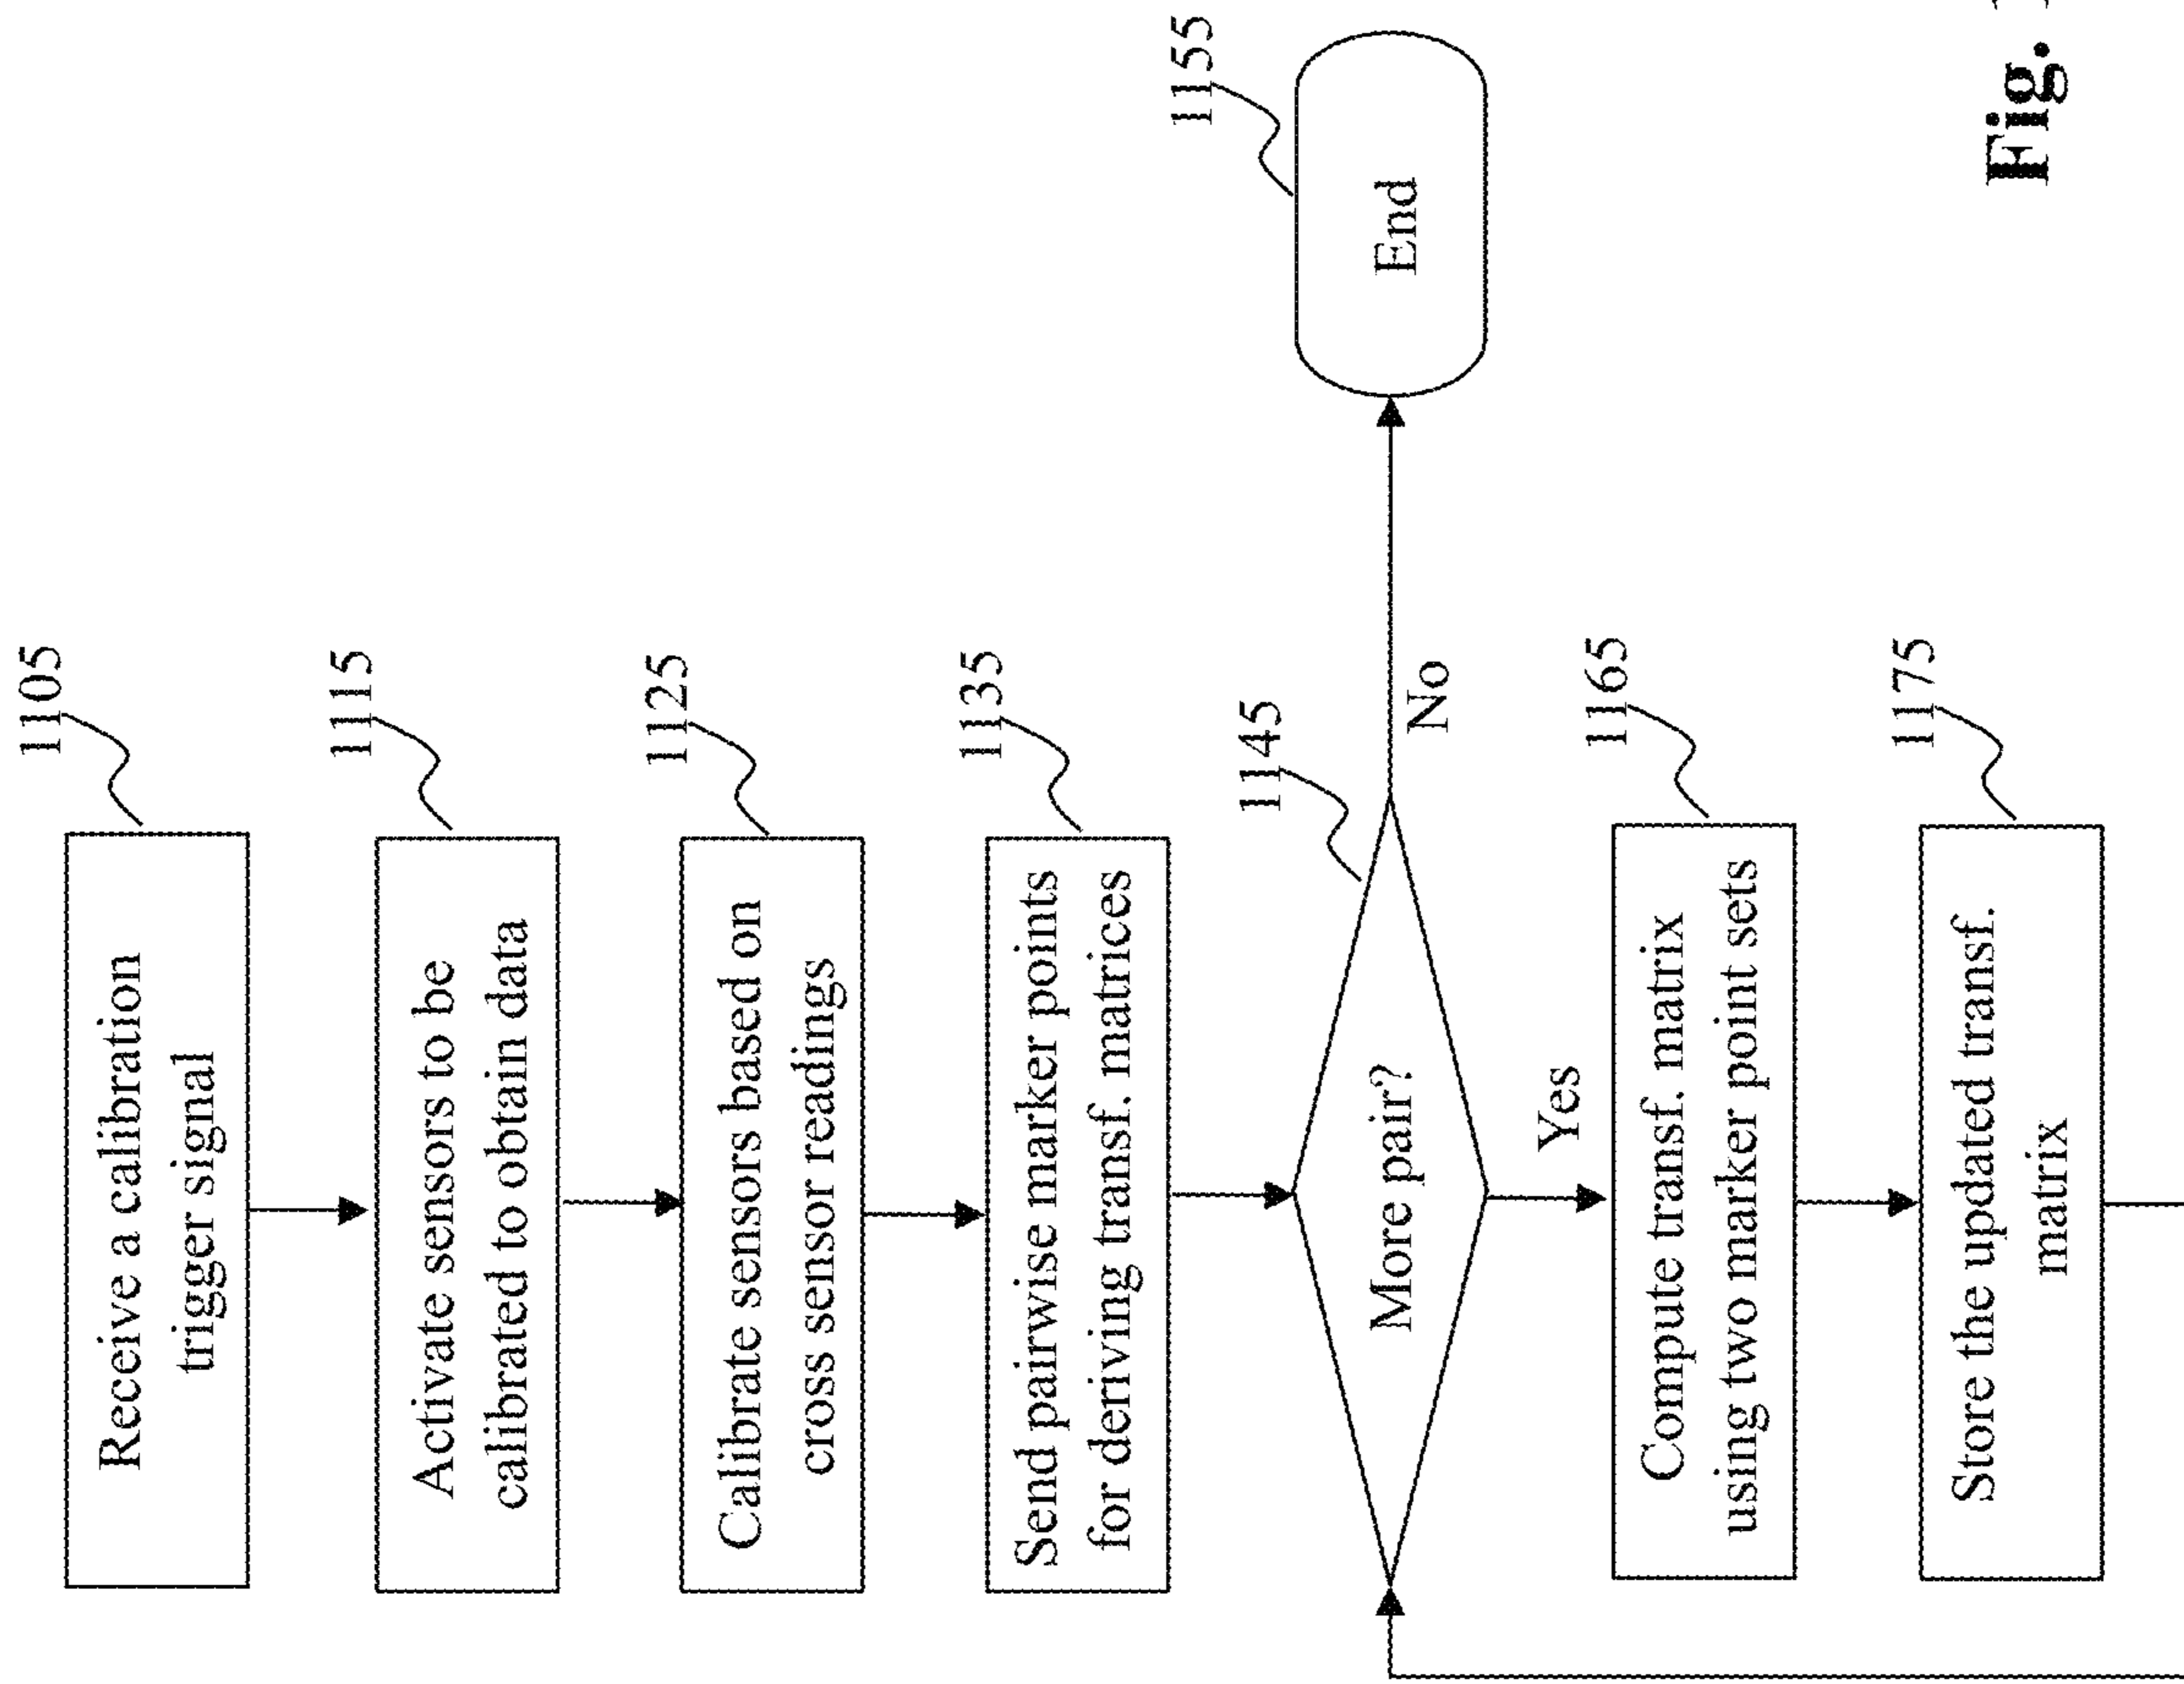 1105
Receive a calibration
trigger signal
1115
Activate sensors to be
calibrated to obtain data
1125
Calibrate sensors based on
cross sensor readings
1135
Send pairwise marker points
for deriving transf. matrices
1145
More pair?
No
1155
End
Yes
1165
Compute transf. matrix
using two marker point sets
1175
Store the updated transf.
matrix
Fig.